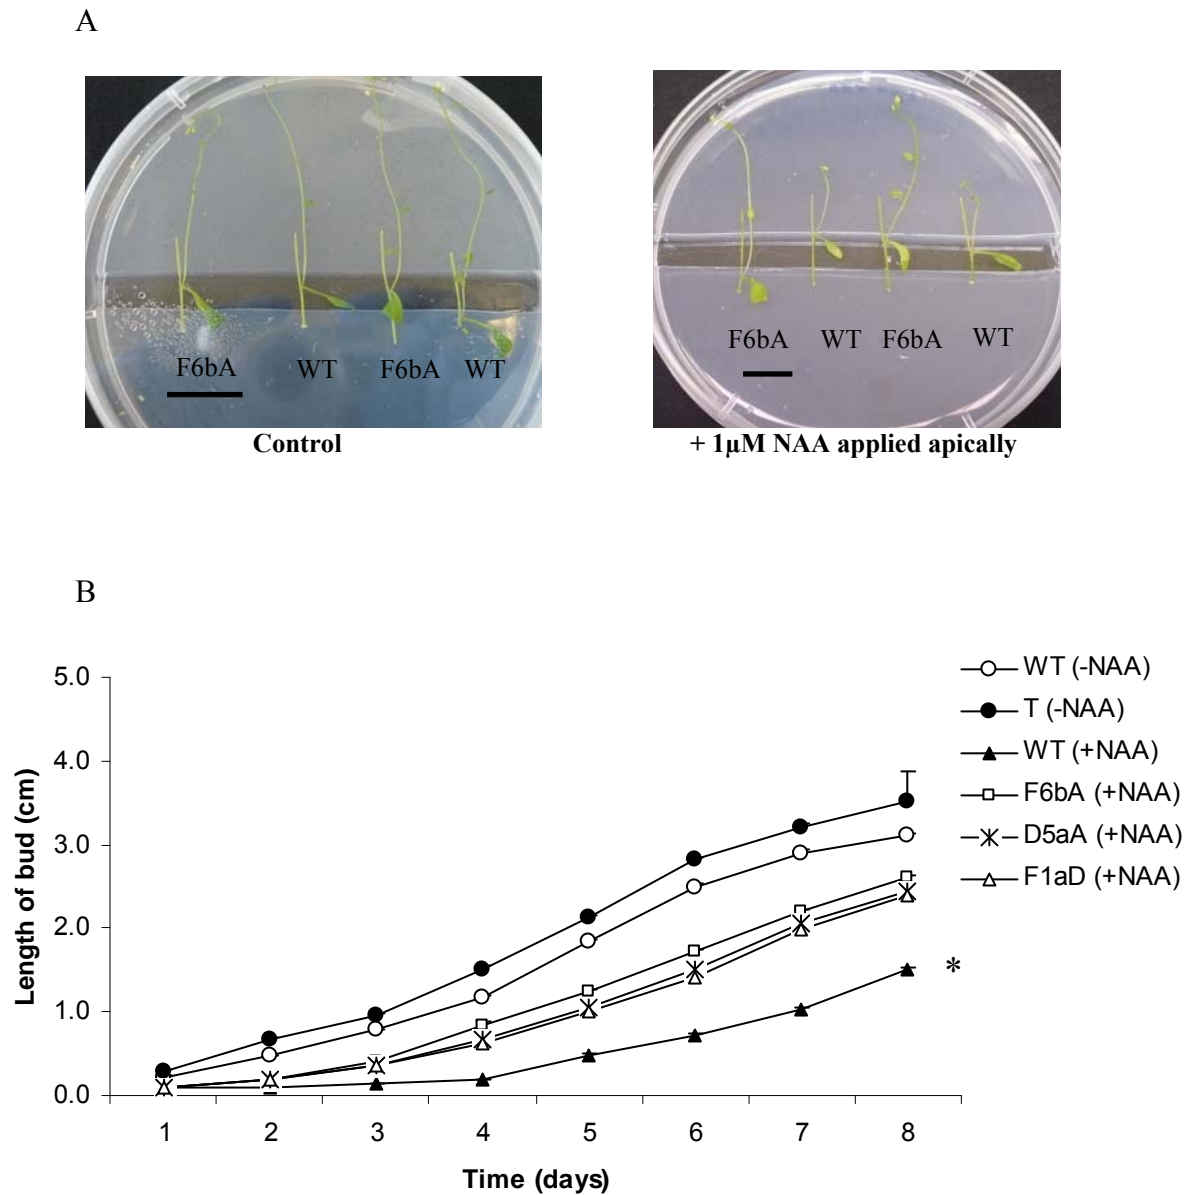 A
F6bA WT F6bA WT
F6bA WT F6bA WT
Control
+ 1µM NAA applied apically
B
5.0
4.0
3.0
2.0
1.0
0.0
Length of bud (cm)
1 2 3 4 5 6 7 8
Time (days)
WT (-NAA)
T (-NAA)
WT (+NAA)
F6bA (+NAA)
D5aA (+NAA)
F1aD (+NAA)
*